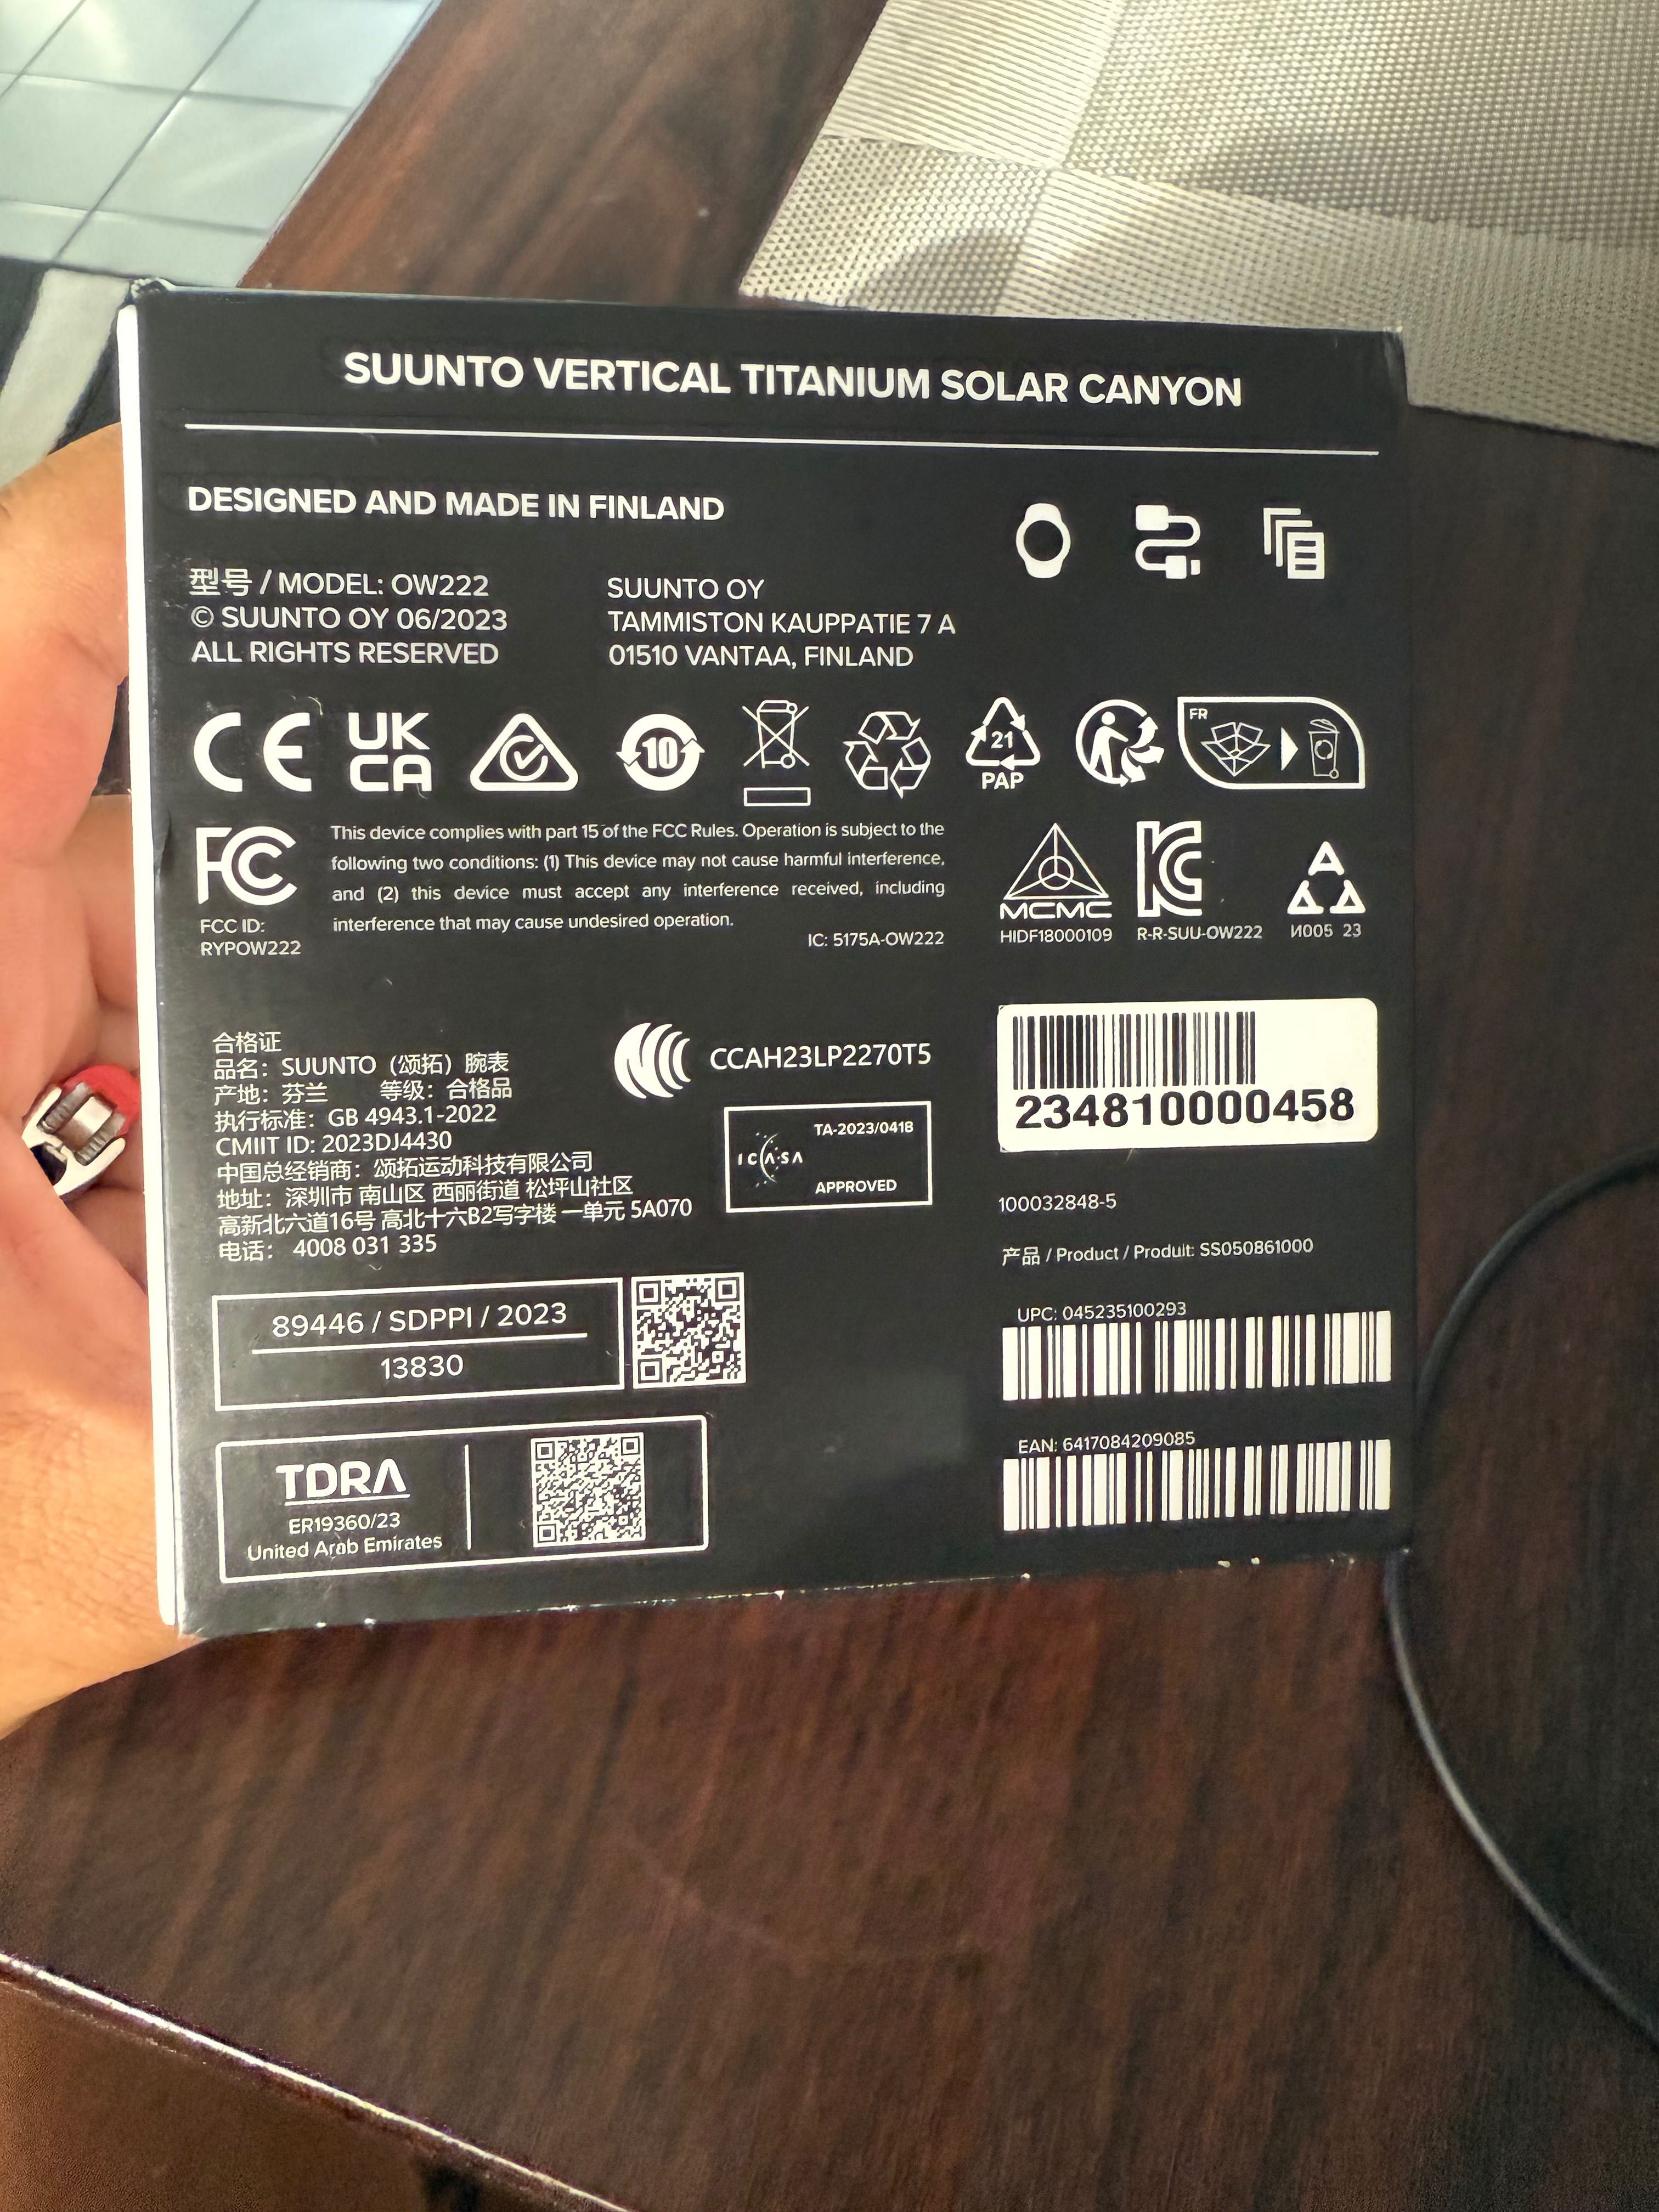 SUUNTO VERTICAL TITANIUM SOLAR CANYON
DESIGNED AND MADE IN FINLAND
型号 / MODEL: OW222
© SUUNTO OY 06/2023
ALL RIGHTS RESERVED
SUUNTO OY
TAMMISTON KAUPPATIE 7 A
01510 VANTAA, FINLAND
CE
UK
CA
10
21
PAP
FR
FC
FCC ID:
RYPOW222
This device complies with part 15 of the FCC Rules. Operation is subject to the
following two conditions: (1) This device may not cause harmful interference,
and (2) this device must accept any interference received, including
interference that may cause undesired operation.
IC: 5175A-OW222
MCMC
HIDF18000109
KC
R-R-SUU-OW222
И005 23
合格证
品名：SUUNTO（颂拓）腕表
产地：芬兰 等级：合格品
执行标准：GB 4943.1-2022
CMIIT ID: 2023DJ4430
中国总经销商：颂拓运动科技有限公司
地址：深圳市 南山区 西丽街道 松坪山社区
高新北六道16号 高北十六B2写字楼 一单元 5A070
电话： 4008 031 335
CCAH23LP2270T5
ICASA
TA-2023/0418
APPROVED
234810000458
100032848-5
产品 / Product / Produit: SS050861000
UPC: 045235100293
EAN: 6417084209085
89446 / SDPPI / 2023
13830
TDRA
ER19360/23
United Arab Emirates